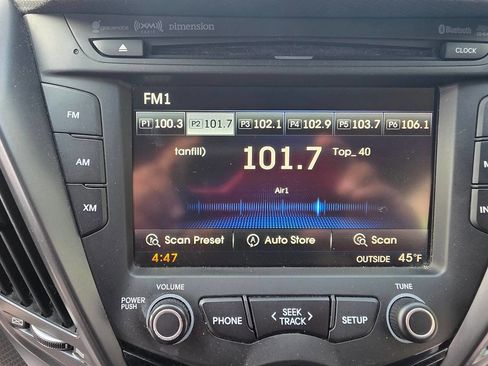 XM dimension Bluetooth
CLOCK
FM1
P1 100.3 P2 101.7 P3 102.1 P4 102.9 P5 103.7 P6 106.1
FM
AM
XM
tanfill) 101.7 Top_40
Air1
Scan Preset Auto Store Scan
4:47 OUTSIDE 45°F
VOLUME
POWER
PUSH
PHONE
SEEK
TRACK
SETUP
TUNE